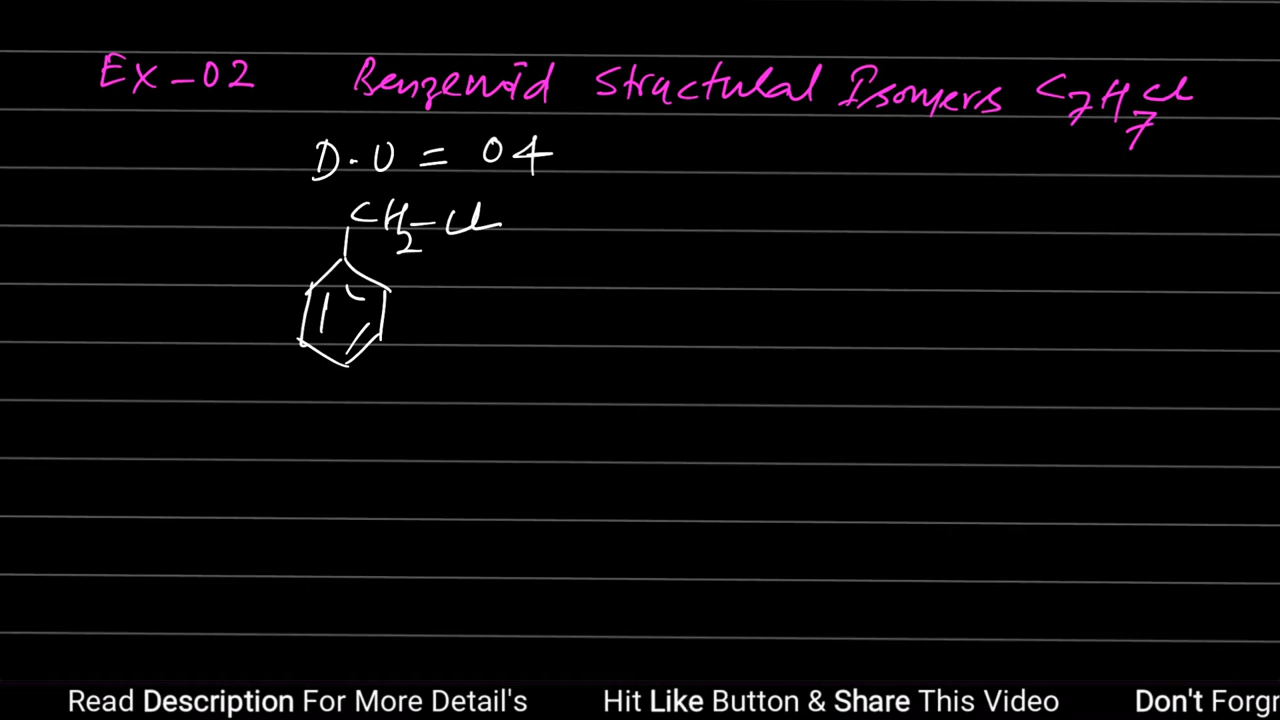 Ex-02 Benzenoid Structural Isomers C₇H₇Cl
D.U = 04
CH₂-Cl
Read Description For More Detail's Hit Like Button & Share This Video Don't Forgr